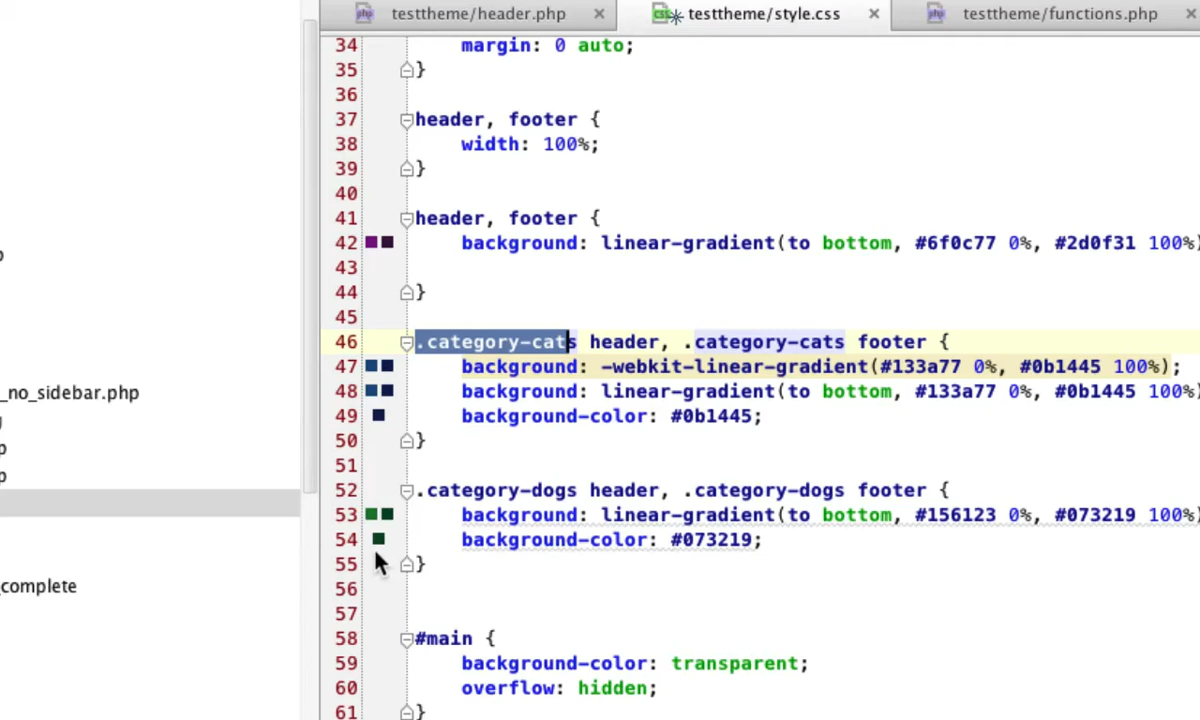 testtheme/header.php testtheme/style.css testtheme/functions.php
34 margin: 0 auto;
35 }
36
37 header, footer {
38 width: 100%;
39 }
40
41 header, footer {
42 background: linear-gradient(to bottom, #6f0c77 0%, #2d0f31 100%)
43
44 }
45
46 .category-cats header, .category-cats footer {
47 background: -webkit-linear-gradient(#133a77 0%, #0b1445 100%);
48 background: linear-gradient(to bottom, #133a77 0%, #0b1445 100%)
49 background-color: #0b1445;
50 }
51
52 .category-dogs header, .category-dogs footer {
53 background: linear-gradient(to bottom, #156123 0%, #073219 100%)
54 background-color: #073219;
55 }
56
57
58 #main {
59 background-color: transparent;
60 overflow: hidden;
61 }
_no_sidebar.php
p
p
complete